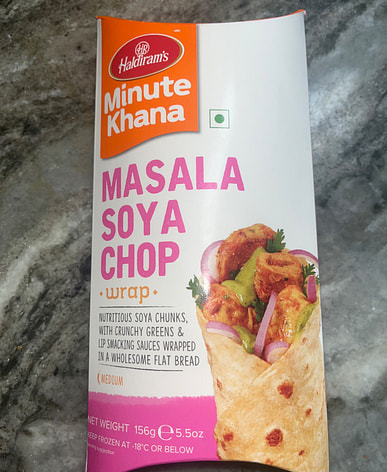 HR
Haldiram's
Minute
Khana
MASALA
SOYA
CHOP
wrap
NUTRITIOUS SOYA CHUNKS,
WITH CRUNCHY GREENS &
LIP SMACKING SAUCES WRAPPED
IN A WHOLESOME FLAT BREAD
MEDIUM
NET WEIGHT 156g ℮ 5.5oz
KEEP FROZEN AT -18°C OR BELOW